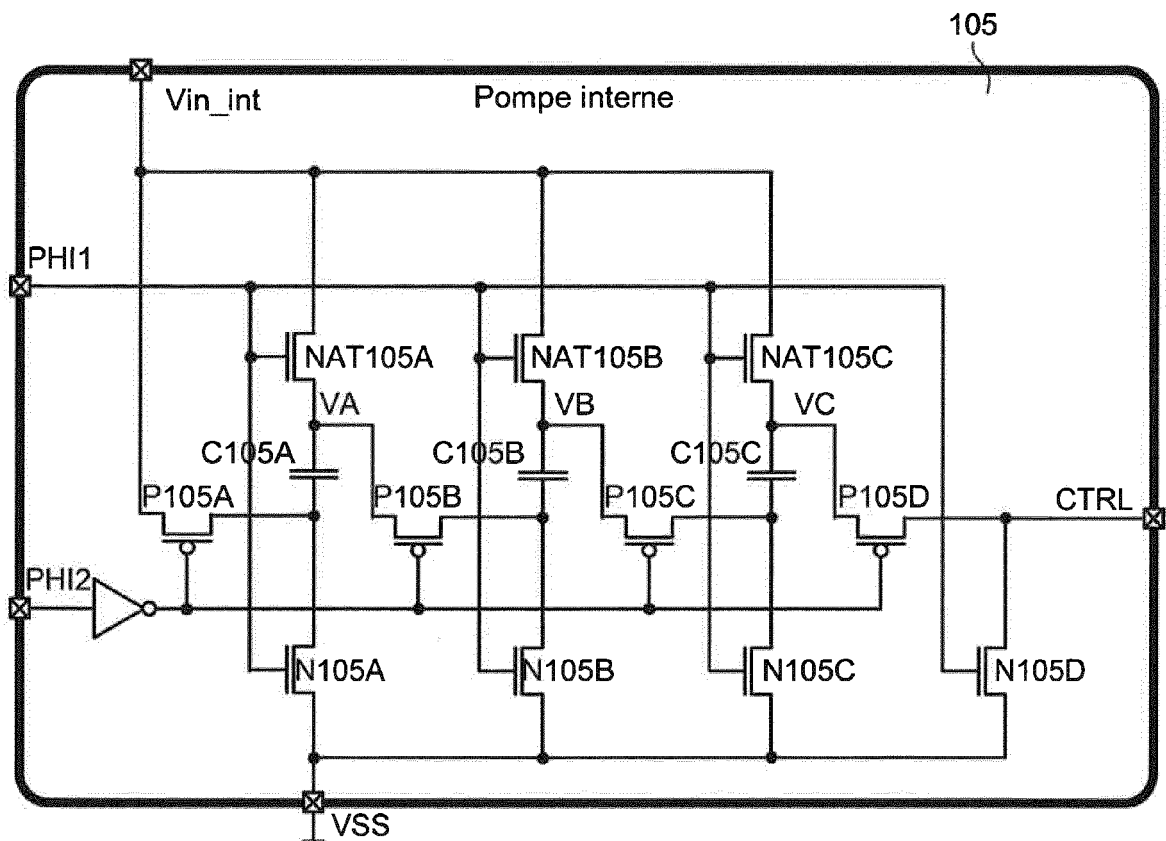 105
Vin_int
Pompe interne
PHI1
NAT105A
NAT105B
NAT105C
VA
VB
VC
C105A
C105B
C105C
P105A
P105B
P105C
P105D
CTRL
PHI2
N105A
N105B
N105C
N105D
VSS